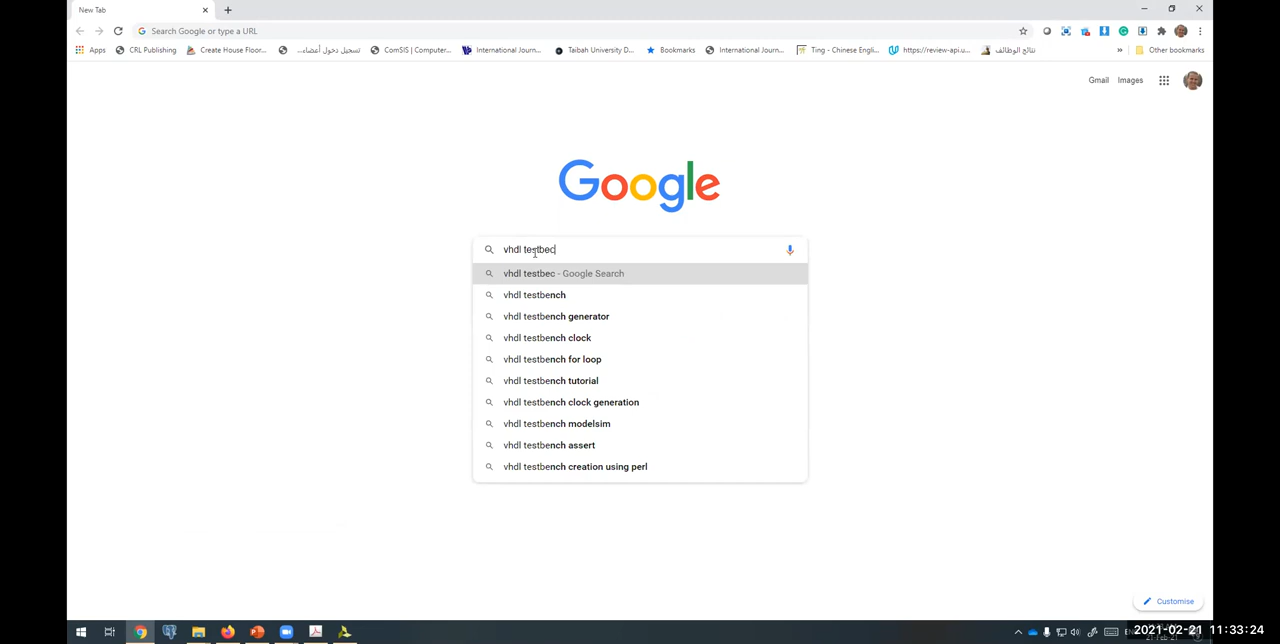 New Tab
Search Google or type a URL
Apps CRL Publishing Create House Floor... تسجيل دخول أعضاء... ComSIS | Computer... International Journ... Taibah University D... Bookmarks International Journ... Ting - Chinese Engli... https://review-api.u... نتائج الوظائف » Other bookmarks
Gmail Images
Google
vhdl testbec
vhdl testbec - Google Search
vhdl testbench
vhdl testbench generator
vhdl testbench clock
vhdl testbench for loop
vhdl testbench tutorial
vhdl testbench clock generation
vhdl testbench modelsim
vhdl testbench assert
vhdl testbench creation using perl
Customise
2021-02-21 11:33:24